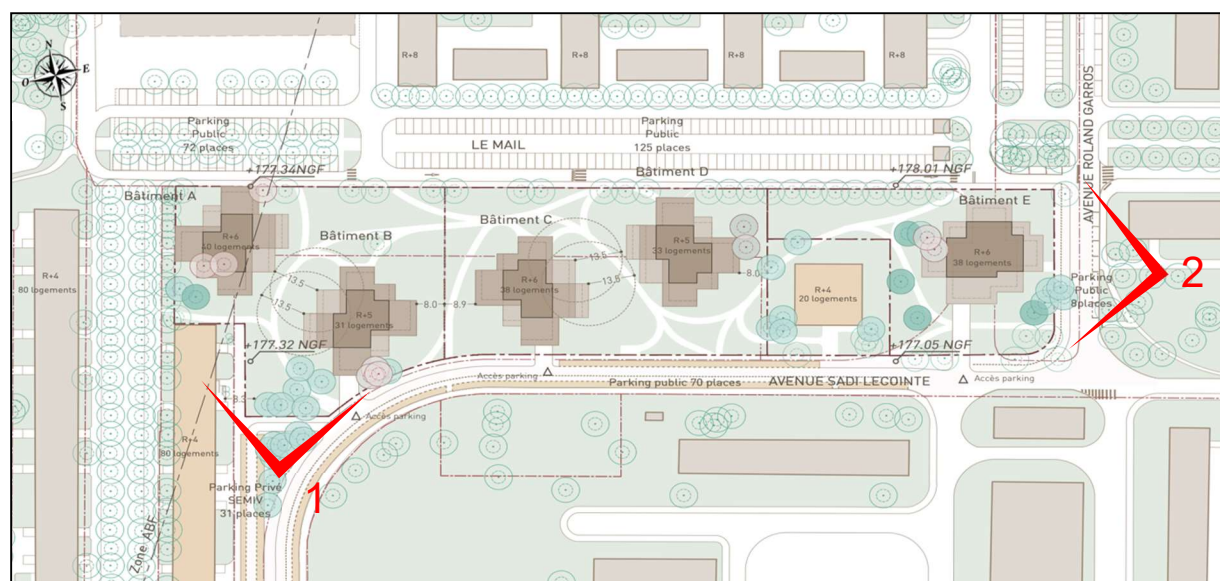 N
E
S
O
R+8
R+8
R+8
R+8
Parking
Public
72 places
LE MAIL
Parking
Public
125 places
AVENUE ROLAND GARROS
+177.34NGF
Bâtiment D
+178.01 NGF
Bâtiment A
Bâtiment E
Bâtiment C
Bâtiment B
R+6
40 logements
R+5
33 logements
R+6
38 logements
R+4
80 logements
13.5
13.5
R+6
38 logements
13.5
13.5
8.0
R+4
20 logements
2
Parking
Public
8places
R+5
31 logements
8.0
8.9
+177.32 NGF
+177.05 NGF
Accès parking
Parking public 70 places
AVENUE SADI LECOINTE
Accès parking
8.0
Accès parking
R+4
80 logements
Parking Privé
SEMIV
31 places
1
Zone ABF